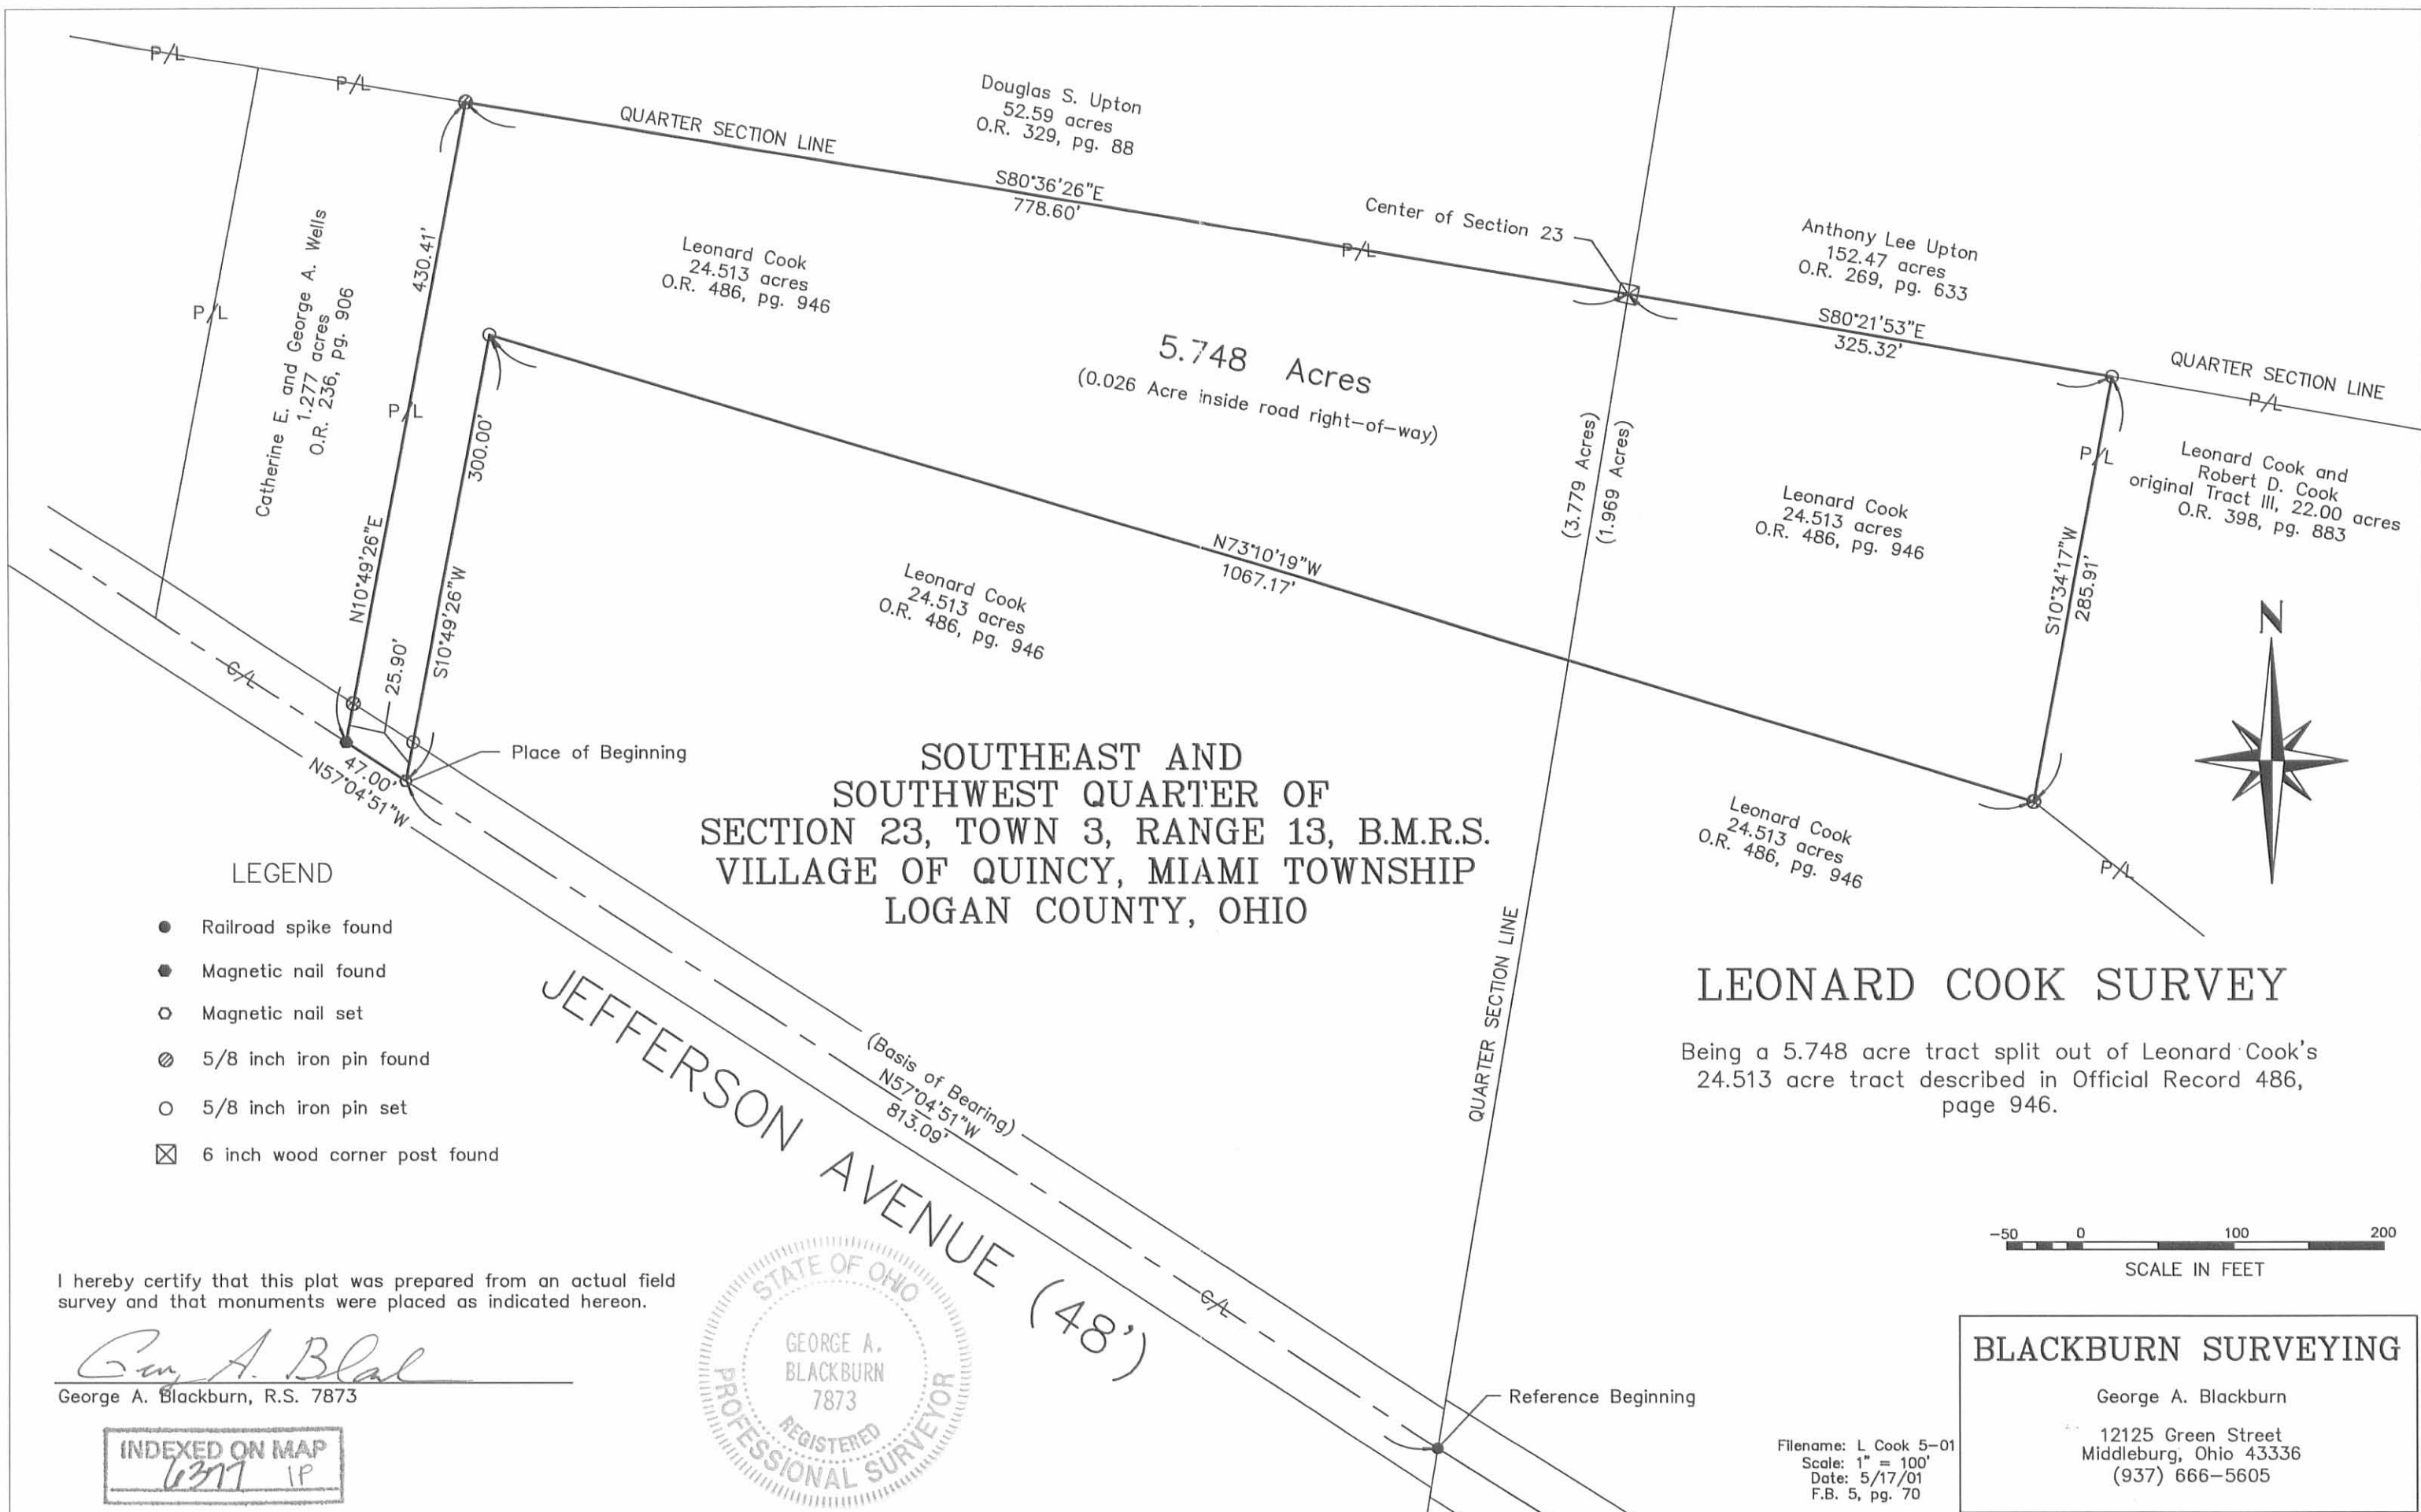 P/L
P/L
QUARTER SECTION LINE
Douglas S. Upton
52.59 acres
O.R. 329, pg. 88
S80°36'26"E
778.60'
Center of Section 23
P/L
Anthony Lee Upton
152.47 acres
O.R. 269, pg. 633
S80°21'53"E
325.32'
QUARTER SECTION LINE
P/L
P/L
Catherine E. and George A. Wells
1.277 acres
O.R. 236, pg. 906
430.41'
P/L
N10°49'26"E
Leonard Cook
24.513 acres
O.R. 486, pg. 946
300.00'
S10°49'26"W
25.90'
5.748 Acres
(0.026 Acre inside road right-of-way)
(3.779 Acres)
(1.969 Acres)
Leonard Cook
24.513 acres
O.R. 486, pg. 946
P/L
Leonard Cook and
Robert D. Cook
original Tract III, 22.00 acres
O.R. 398, pg. 883
S10°34'17"W
285.91'
N73°10'19"W
1067.17'
Leonard Cook
24.513 acres
O.R. 486, pg. 946
N
C/L
47.00'
N57°04'51"W
Place of Beginning
SOUTHEAST AND
SOUTHWEST QUARTER OF
SECTION 23, TOWN 3, RANGE 13, B.M.R.S.
VILLAGE OF QUINCY, MIAMI TOWNSHIP
LOGAN COUNTY, OHIO
Leonard Cook
24.513 acres
O.R. 486, pg. 946
P/L
QUARTER SECTION LINE
LEGEND
Railroad spike found
Magnetic nail found
Magnetic nail set
5/8 inch iron pin found
5/8 inch iron pin set
6 inch wood corner post found
JEFFERSON AVENUE (48')
(Basis of Bearing)
N57°04'51"W
813.09'
C/L
LEONARD COOK SURVEY
Being a 5.748 acre tract split out of Leonard Cook's
24.513 acre tract described in Official Record 486,
page 946.
-50 0 100 200
SCALE IN FEET
I hereby certify that this plat was prepared from an actual field
survey and that monuments were placed as indicated hereon.
George A. Blackburn, R.S. 7873
INDEXED ON MAP
6377 IP
STATE OF OHIO
GEORGE A.
BLACKBURN
7873
REGISTERED
PROFESSIONAL SURVEYOR
Reference Beginning
Filename: L Cook 5-01
Scale: 1" = 100'
Date: 5/17/01
F.B. 5, pg. 70
BLACKBURN SURVEYING
George A. Blackburn
12125 Green Street
Middleburg, Ohio 43336
(937) 666-5605